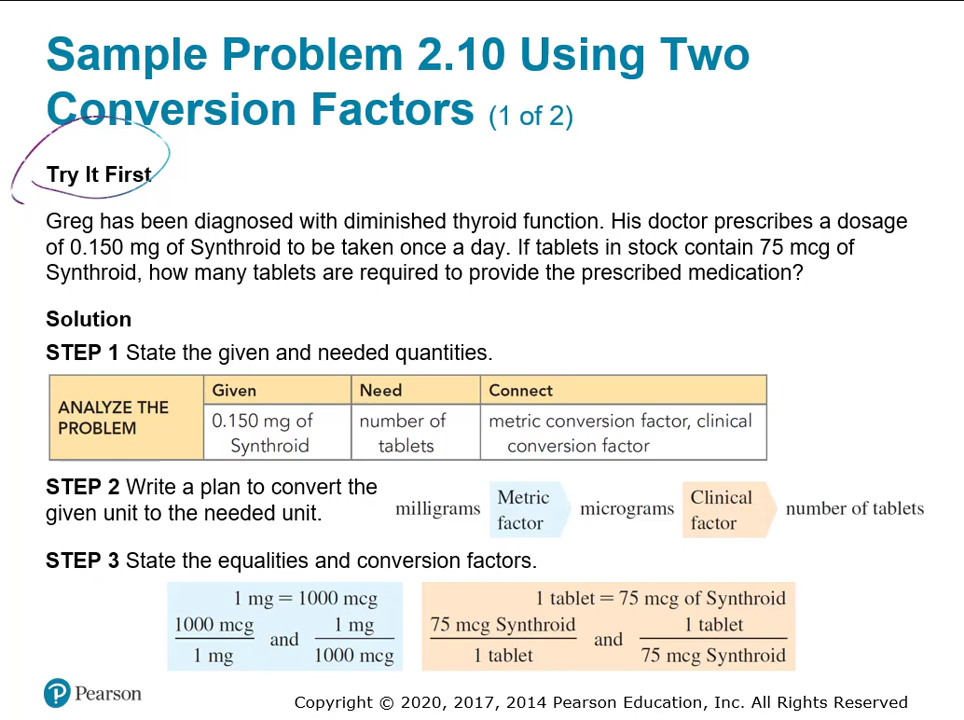 Sample Problem 2.10 Using Two
Conversion Factors (1 of 2)
Try It First
Greg has been diagnosed with diminished thyroid function. His doctor prescribes a dosage
of 0.150 mg of Synthroid to be taken once a day. If tablets in stock contain 75 mcg of
Synthroid, how many tablets are required to provide the prescribed medication?
Solution
STEP 1 State the given and needed quantities.
ANALYZE THE
PROBLEM
Given
Need
Connect
0.150 mg of
Synthroid
number of
tablets
metric conversion factor, clinical
conversion factor
STEP 2 Write a plan to convert the
given unit to the needed unit.
milligrams
Metric
factor
micrograms
Clinical
factor
number of tablets
STEP 3 State the equalities and conversion factors.
1 mg = 1000 mcg
1000 mcg
1 mg
and
1 mg
1000 mcg
1 tablet = 75 mcg of Synthroid
75 mcg Synthroid
1 tablet
and
1 tablet
75 mcg Synthroid
P Pearson
Copyright © 2020, 2017, 2014 Pearson Education, Inc. All Rights Reserved